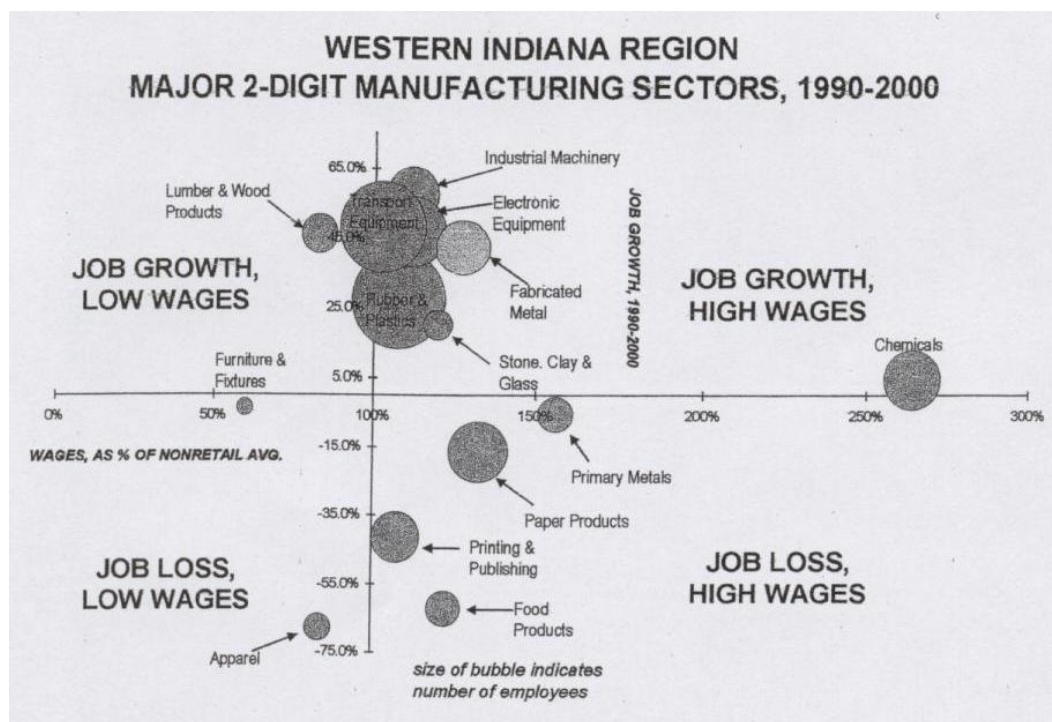 WESTERN INDIANA REGION
MAJOR 2-DIGIT MANUFACTURING SECTORS, 1990-2000
65.0%
Industrial Machinery
Lumber & Wood
Products
Transport
Equipment
Electronic
Equipment
45.0%
JOB GROWTH, 1990-2000
JOB GROWTH,
LOW WAGES
JOB GROWTH,
HIGH WAGES
Fabricated
Metal
25.0%
Rubber &
Plastics
Chemicals
Furniture &
Fixtures
Stone. Clay &
Glass
5.0%
0%
50%
100%
150%
200%
250%
300%
-15.0%
WAGES, AS % OF NONRETAIL AVG.
Primary Metals
Paper Products
-35.0%
Printing &
Publishing
JOB LOSS,
LOW WAGES
JOB LOSS,
HIGH WAGES
-55.0%
Food
Products
Apparel
-75.0%
size of bubble indicates
number of employees